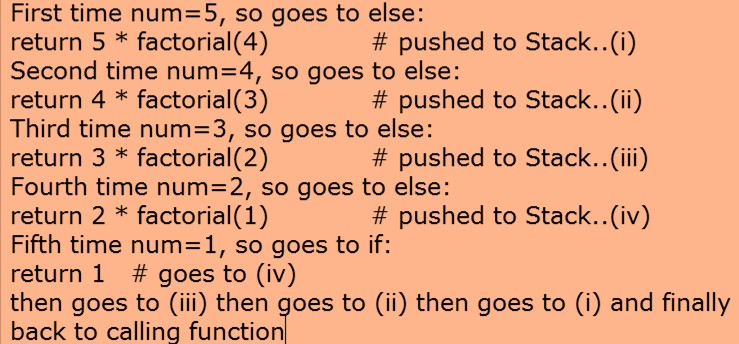 First time num=5, so goes to else:
return 5 * factorial(4) # pushed to Stack..(i)
Second time num=4, so goes to else:
return 4 * factorial(3) # pushed to Stack..(ii)
Third time num=3, so goes to else:
return 3 * factorial(2) # pushed to Stack..(iii)
Fourth time num=2, so goes to else:
return 2 * factorial(1) # pushed to Stack..(iv)
Fifth time num=1, so goes to if:
return 1 # goes to (iv)
then goes to (iii) then goes to (ii) then goes to (i) and finally
back to calling function